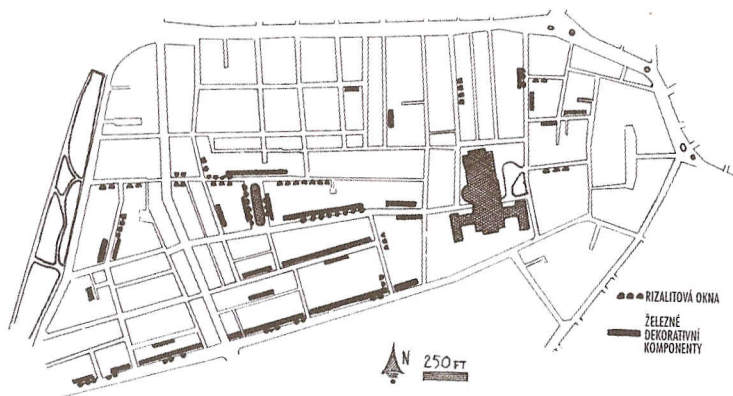 RIZALITOVÁ OKNA
ŽELEZNÉ
DEKORATIVNÍ
KOMPONENTY
N
250 FT